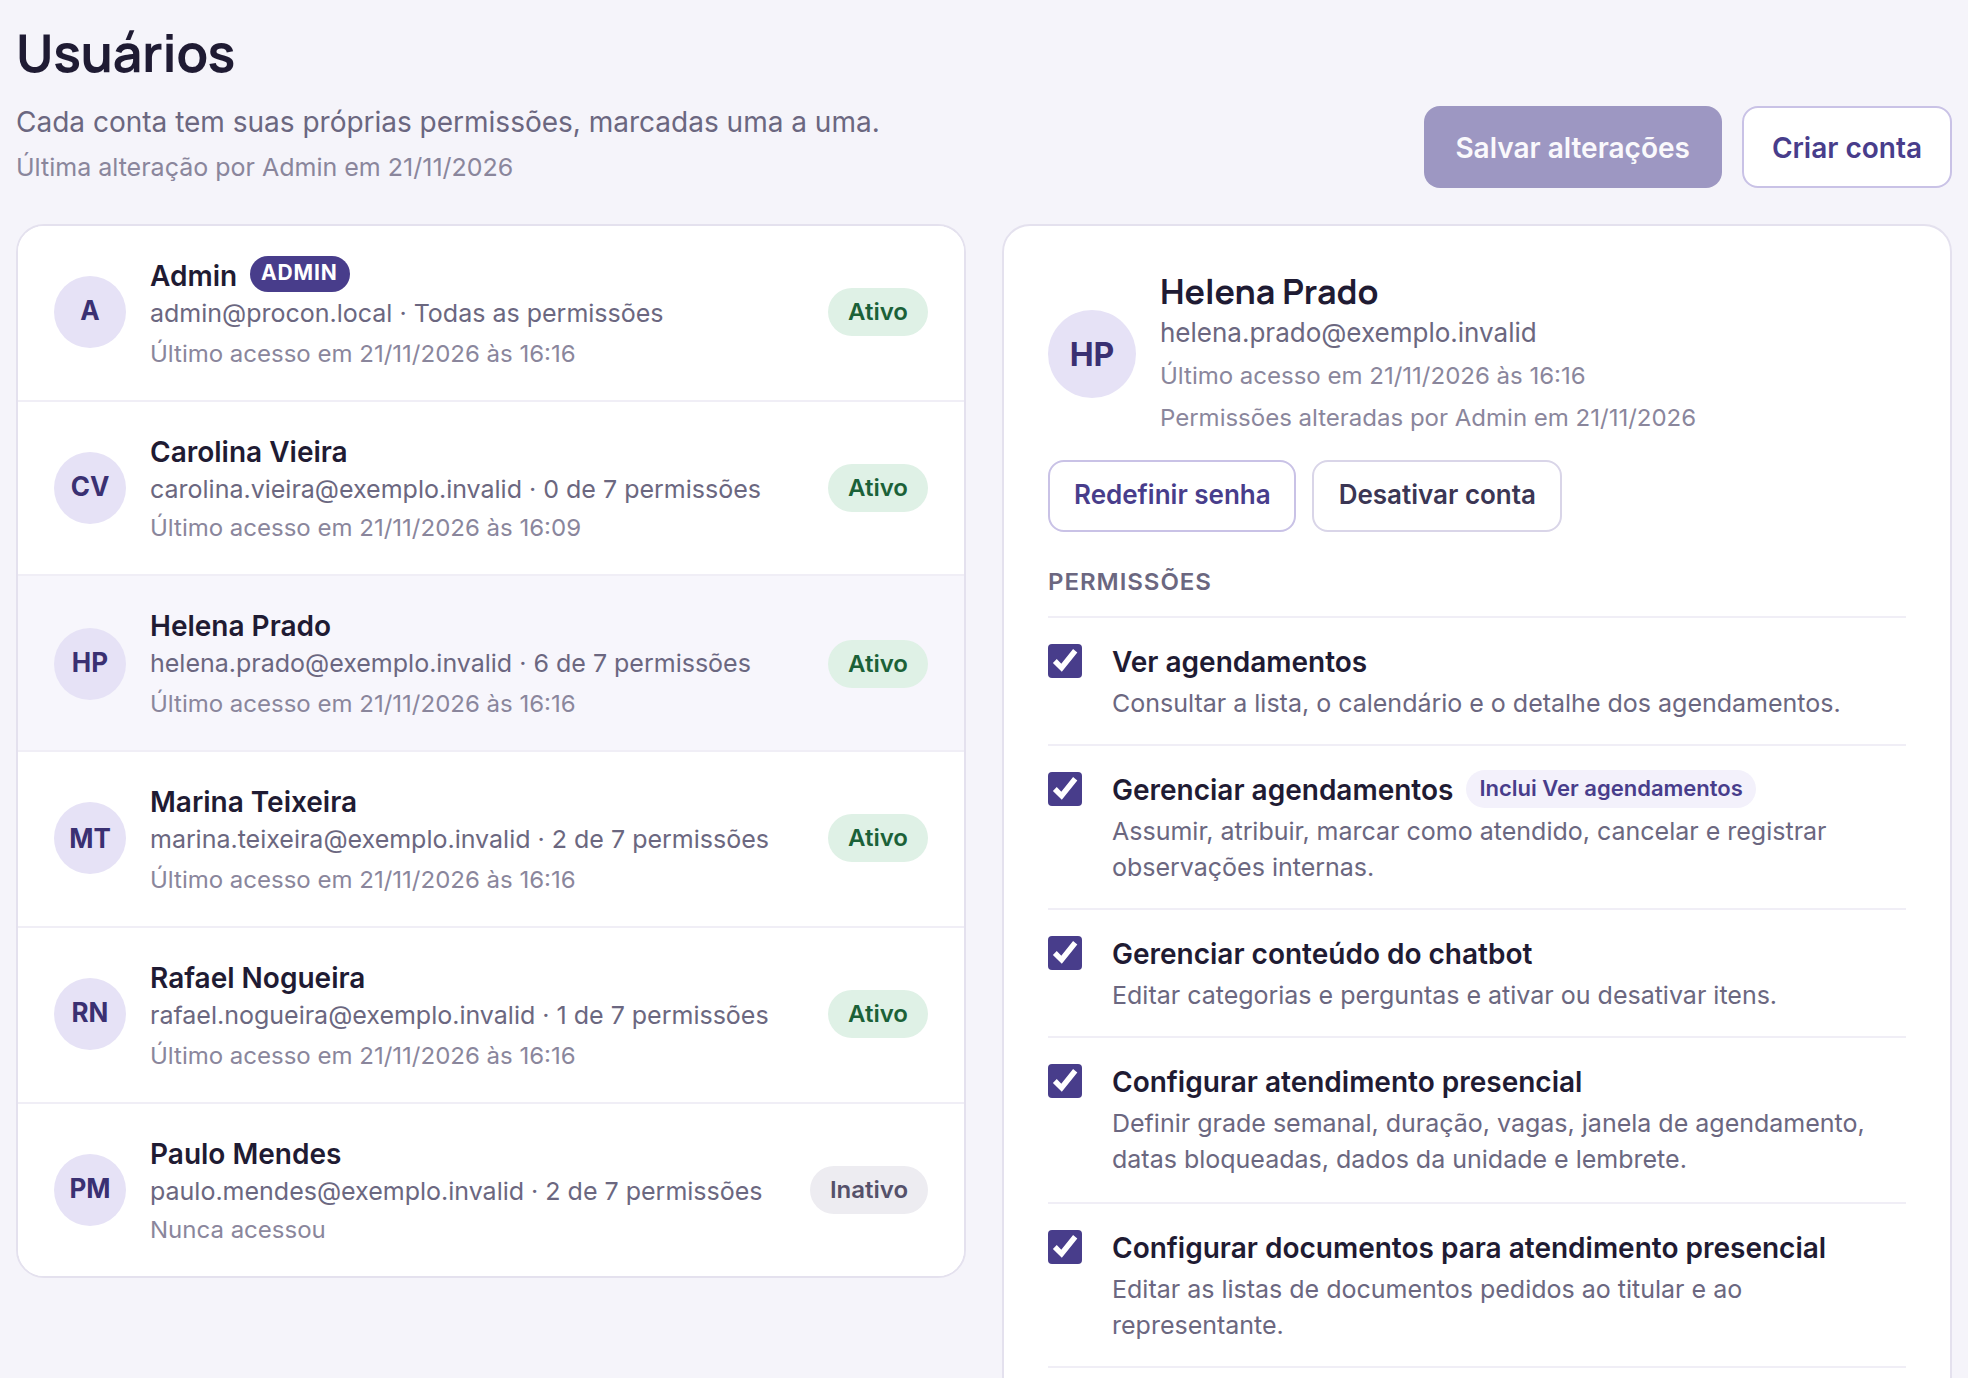 Usuários
Cada conta tem suas próprias permissões, marcadas uma a uma.
Última alteração por Admin em 21/11/2026
Salvar alterações
Criar conta
A
Admin ADMIN
admin@procon.local · Todas as permissões
Último acesso em 21/11/2026 às 16:16
Ativo
CV
Carolina Vieira
carolina.vieira@exemplo.invalid · 0 de 7 permissões
Último acesso em 21/11/2026 às 16:09
Ativo
HP
Helena Prado
helena.prado@exemplo.invalid · 6 de 7 permissões
Último acesso em 21/11/2026 às 16:16
Ativo
MT
Marina Teixeira
marina.teixeira@exemplo.invalid · 2 de 7 permissões
Último acesso em 21/11/2026 às 16:16
Ativo
RN
Rafael Nogueira
rafael.nogueira@exemplo.invalid · 1 de 7 permissões
Último acesso em 21/11/2026 às 16:16
Ativo
PM
Paulo Mendes
paulo.mendes@exemplo.invalid · 2 de 7 permissões
Nunca acessou
Inativo
HP
Helena Prado
helena.prado@exemplo.invalid
Último acesso em 21/11/2026 às 16:16
Permissões alteradas por Admin em 21/11/2026
Redefinir senha
Desativar conta
PERMISSÕES
Ver agendamentos
Consultar a lista, o calendário e o detalhe dos agendamentos.
Gerenciar agendamentos Inclui Ver agendamentos
Assumir, atribuir, marcar como atendido, cancelar e registrar
observações internas.
Gerenciar conteúdo do chatbot
Editar categorias e perguntas e ativar ou desativar itens.
Configurar atendimento presencial
Definir grade semanal, duração, vagas, janela de agendamento,
datas bloqueadas, dados da unidade e lembrete.
Configurar documentos para atendimento presencial
Editar as listas de documentos pedidos ao titular e ao
representante.